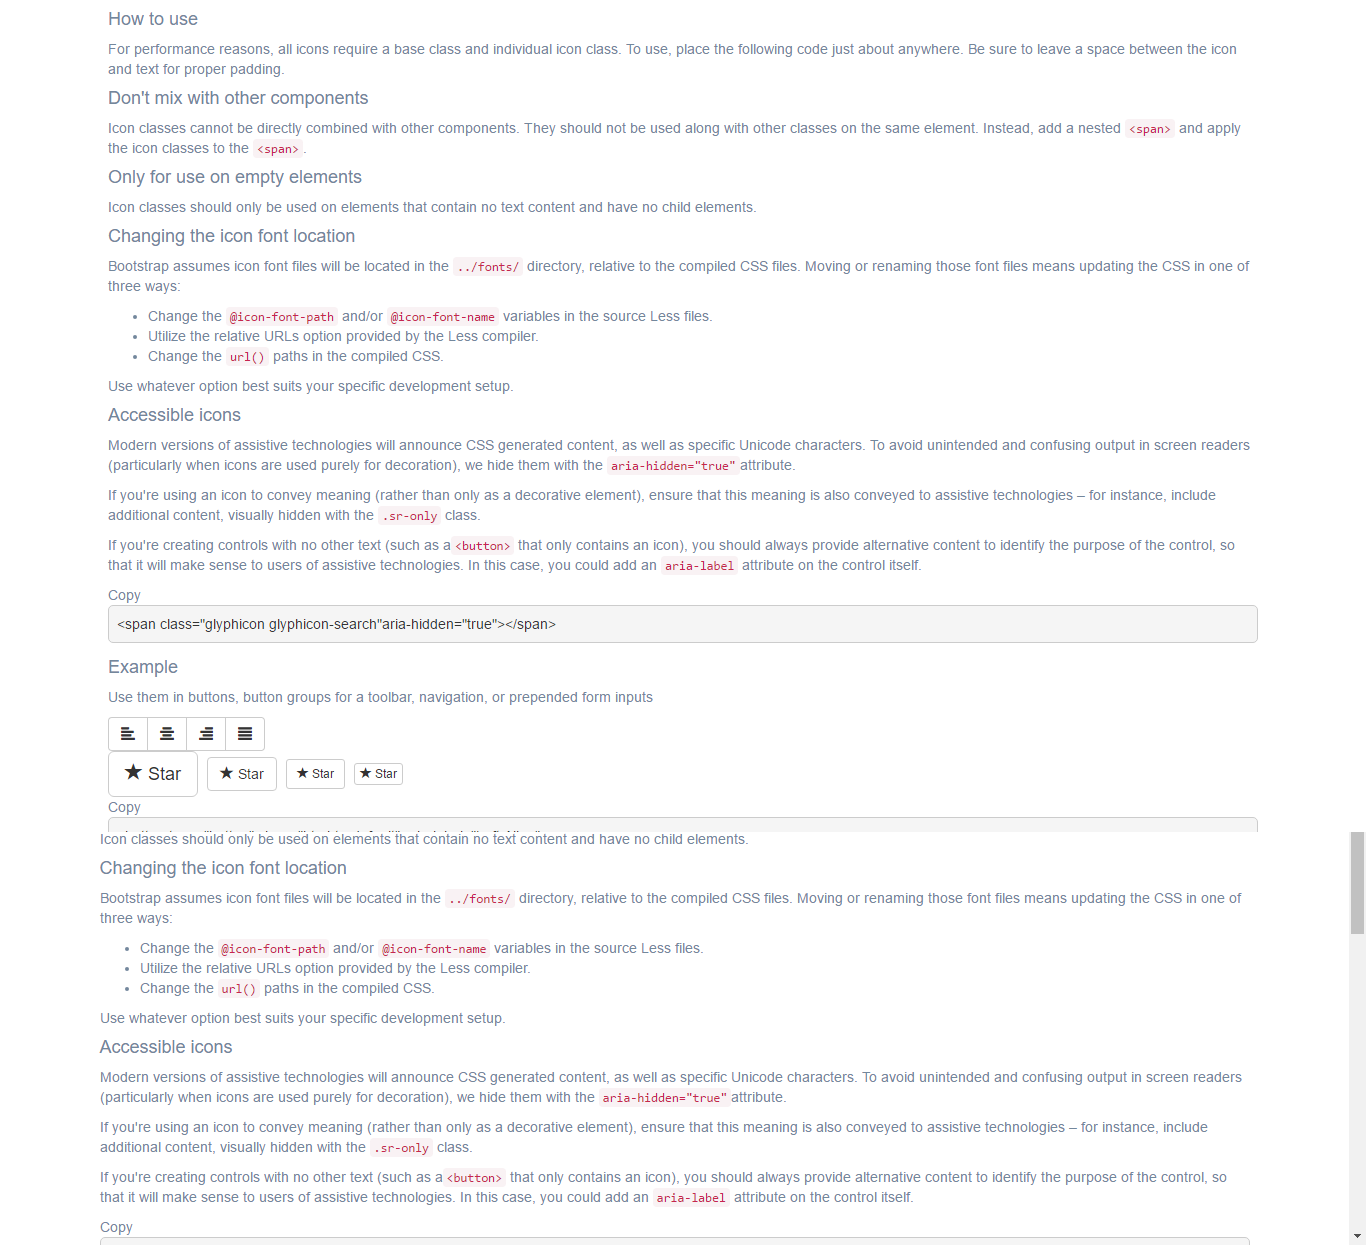 How to use
For performance reasons, all icons require a base class and individual icon class. To use, place the following code just about anywhere. Be sure to leave a space between the icon
and text for proper padding.
Don't mix with other components
Icon classes cannot be directly combined with other components. They should not be used along with other classes on the same element. Instead, add a nested <span> and apply
the icon classes to the <span>.
Only for use on empty elements
Icon classes should only be used on elements that contain no text content and have no child elements.
Changing the icon font location
Bootstrap assumes icon font files will be located in the ../fonts/ directory, relative to the compiled CSS files. Moving or renaming those font files means updating the CSS in one of
three ways:
• Change the @icon-font-path and/or @icon-font-name variables in the source Less files.
• Utilize the relative URLs option provided by the Less compiler.
• Change the url() paths in the compiled CSS.
Use whatever option best suits your specific development setup.
Accessible icons
Modern versions of assistive technologies will announce CSS generated content, as well as specific Unicode characters. To avoid unintended and confusing output in screen readers
(particularly when icons are used purely for decoration), we hide them with the aria-hidden="true" attribute.
If you're using an icon to convey meaning (rather than only as a decorative element), ensure that this meaning is also conveyed to assistive technologies – for instance, include
additional content, visually hidden with the .sr-only class.
If you're creating controls with no other text (such as a <button> that only contains an icon), you should always provide alternative content to identify the purpose of the control, so
that it will make sense to users of assistive technologies. In this case, you could add an aria-label attribute on the control itself.
Copy
<span class="glyphicon glyphicon-search"aria-hidden="true"></span>
Example
Use them in buttons, button groups for a toolbar, navigation, or prepended form inputs
★ Star ★ Star ★ Star ★ Star
Copy
Icon classes should only be used on elements that contain no text content and have no child elements.
Changing the icon font location
Bootstrap assumes icon font files will be located in the ../fonts/ directory, relative to the compiled CSS files. Moving or renaming those font files means updating the CSS in one of
three ways:
• Change the @icon-font-path and/or @icon-font-name variables in the source Less files.
• Utilize the relative URLs option provided by the Less compiler.
• Change the url() paths in the compiled CSS.
Use whatever option best suits your specific development setup.
Accessible icons
Modern versions of assistive technologies will announce CSS generated content, as well as specific Unicode characters. To avoid unintended and confusing output in screen readers
(particularly when icons are used purely for decoration), we hide them with the aria-hidden="true" attribute.
If you're using an icon to convey meaning (rather than only as a decorative element), ensure that this meaning is also conveyed to assistive technologies – for instance, include
additional content, visually hidden with the .sr-only class.
If you're creating controls with no other text (such as a <button> that only contains an icon), you should always provide alternative content to identify the purpose of the control, so
that it will make sense to users of assistive technologies. In this case, you could add an aria-label attribute on the control itself.
Copy